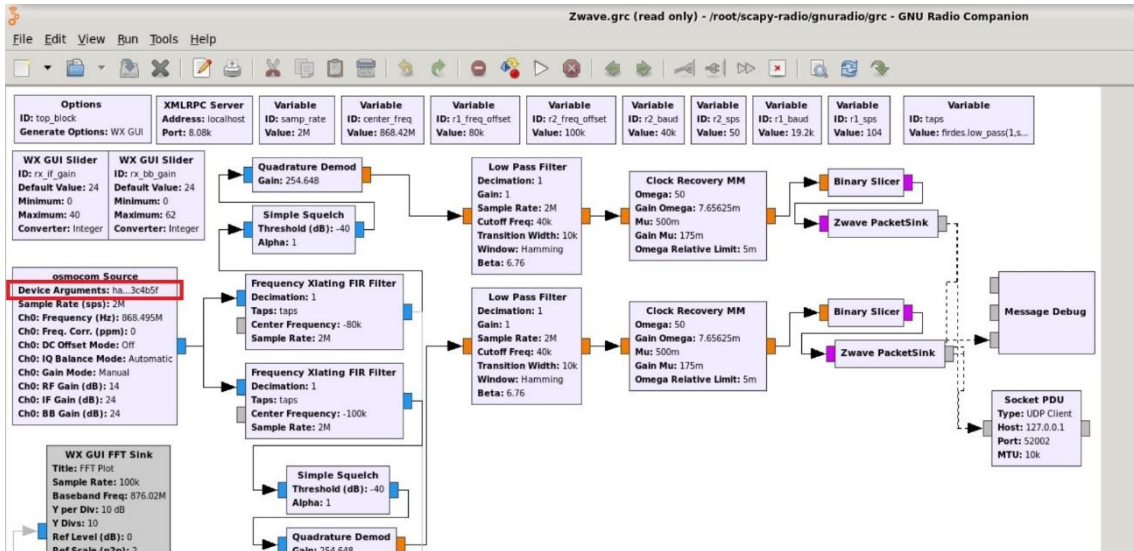 Zwave.grc (read only) - /root/scapy-radio/gnuradio/grc - GNU Radio Companion
File Edit View Run Tools Help
Options
ID: top_block
Generate Options: WX GUI
XMLRPC Server
Address: localhost
Port: 8.08k
Variable
ID: samp_rate
Value: 2M
Variable
ID: center_freq
Value: 868.42M
Variable
ID: r1_freq_offset
Value: 80k
Variable
ID: r2_freq_offset
Value: 100k
Variable
ID: r2_baud
Value: 40k
Variable
ID: r2_sps
Value: 50
Variable
ID: r1_baud
Value: 19.2k
Variable
ID: r1_sps
Value: 104
Variable
ID: taps
Value: firdes.low_pass(1,s...
WX GUI Slider
ID: rx_if_gain
Default Value: 24
Minimum: 0
Maximum: 40
Converter: Integer
WX GUI Slider
ID: rx_bb_gain
Default Value: 24
Minimum: 0
Maximum: 62
Converter: Integer
Quadrature Demod
Gain: 254.648
Simple Squelch
Threshold (dB): -40
Alpha: 1
Low Pass Filter
Decimation: 1
Gain: 1
Sample Rate: 2M
Cutoff Freq: 40k
Transition Width: 10k
Window: Hamming
Beta: 6.76
Clock Recovery MM
Omega: 50
Gain Omega: 7.65625m
Mu: 500m
Gain Mu: 175m
Omega Relative Limit: 5m
Binary Slicer
Zwave PacketSink
osmocom Source
Device Arguments: ha...3c4b5f
Sample Rate (sps): 2M
Ch0: Frequency (Hz): 868.495M
Ch0: Freq. Corr. (ppm): 0
Ch0: DC Offset Mode: Off
Ch0: IQ Balance Mode: Automatic
Ch0: Gain Mode: Manual
Ch0: RF Gain (dB): 14
Ch0: IF Gain (dB): 24
Ch0: BB Gain (dB): 24
Frequency Xlating FIR Filter
Decimation: 1
Taps: taps
Center Frequency: -80k
Sample Rate: 2M
Frequency Xlating FIR Filter
Decimation: 1
Taps: taps
Center Frequency: -100k
Sample Rate: 2M
Low Pass Filter
Decimation: 1
Gain: 1
Sample Rate: 2M
Cutoff Freq: 40k
Transition Width: 10k
Window: Hamming
Beta: 6.76
Clock Recovery MM
Omega: 50
Gain Omega: 7.65625m
Mu: 500m
Gain Mu: 175m
Omega Relative Limit: 5m
Binary Slicer
Zwave PacketSink
Message Debug
Socket PDU
Type: UDP Client
Host: 127.0.0.1
Port: 52002
MTU: 10k
WX GUI FFT Sink
Title: FFT Plot
Sample Rate: 100k
Baseband Freq: 876.02M
Y per Div: 10 dB
Y Divs: 10
Ref Level (dB): 0
Ref Scale (p2p): 2
Simple Squelch
Threshold (dB): -40
Alpha: 1
Quadrature Demod
Gain: 254.648